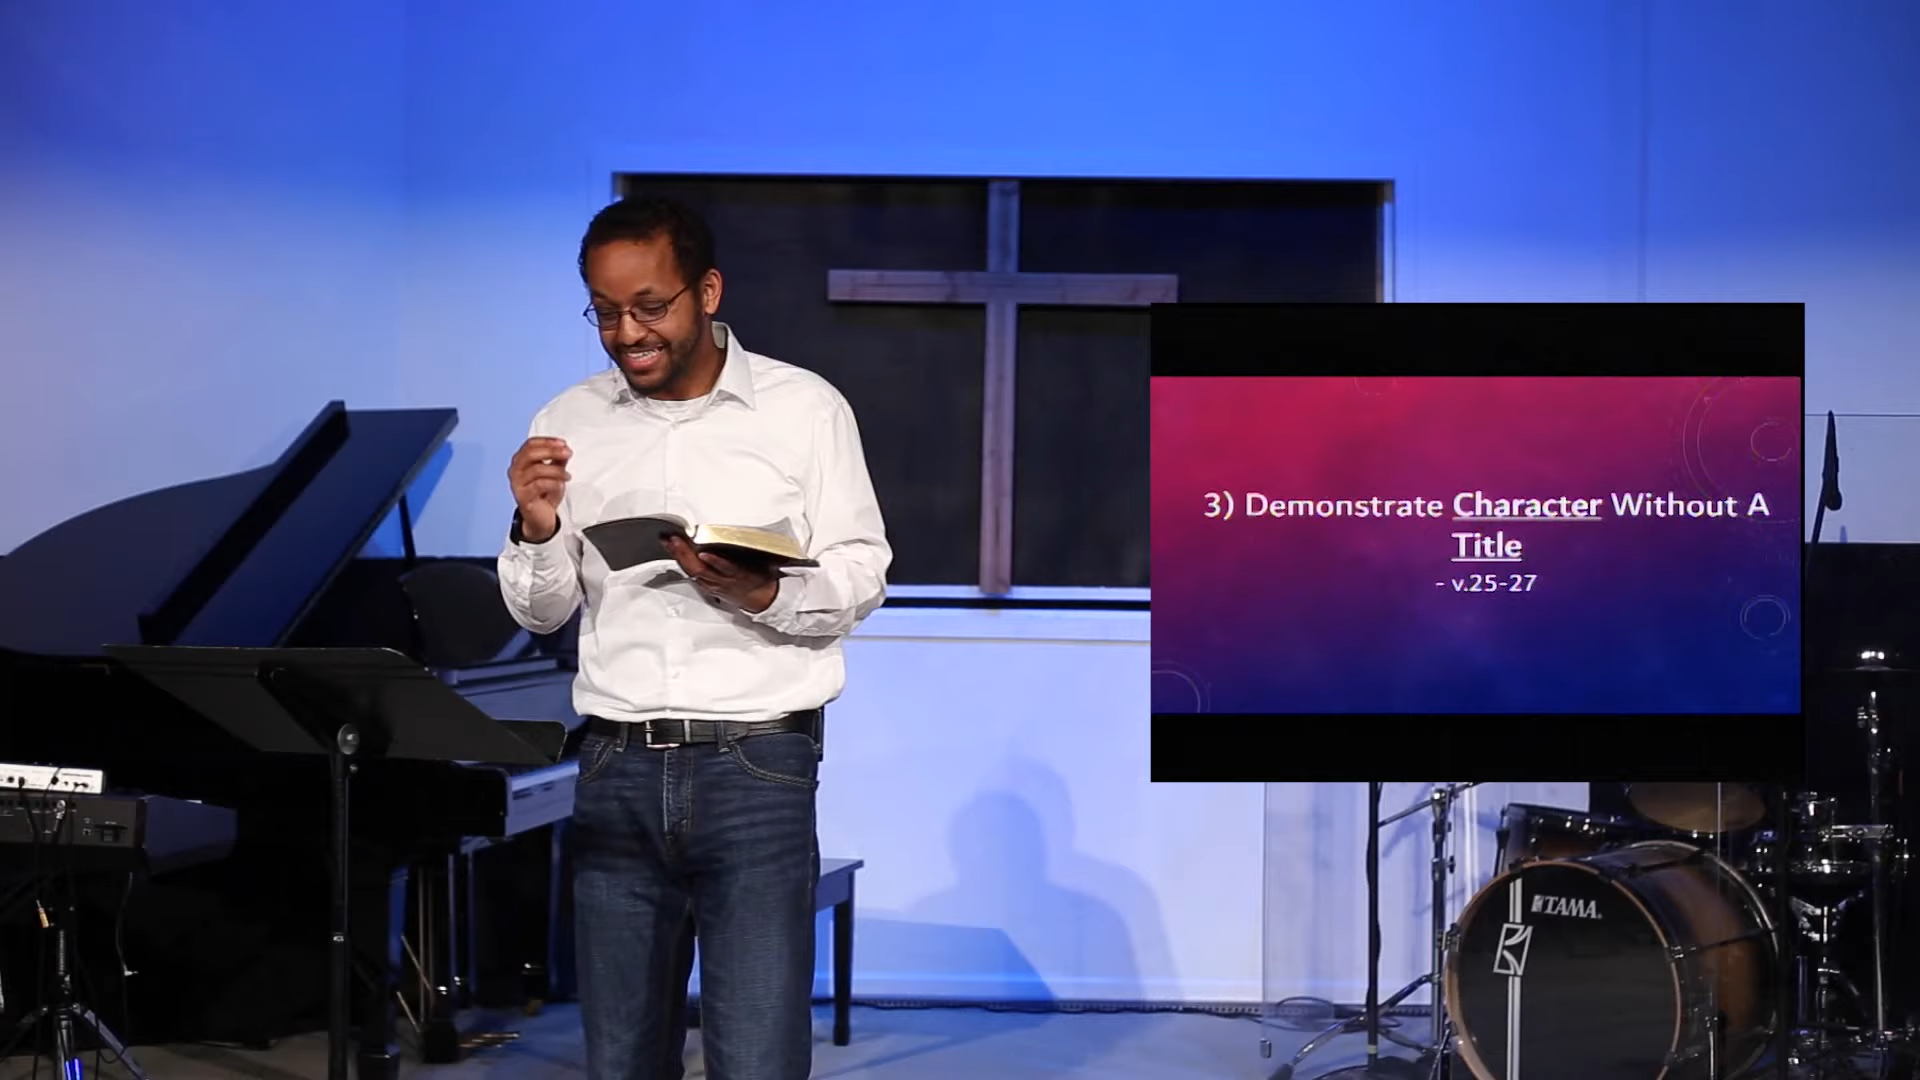 3) Demonstrate Character Without A
Title
- v.25-27
TAMA